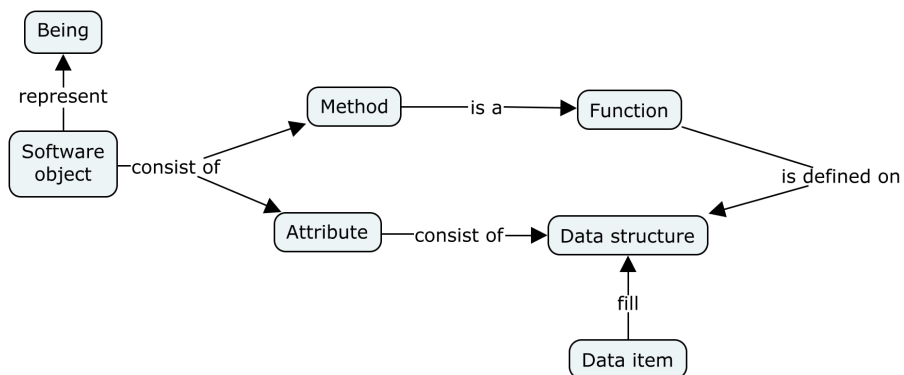 Being
represent
Software
object
consist of
Method
is a
Function
is defined on
Attribute
consist of
Data structure
fill
Data item